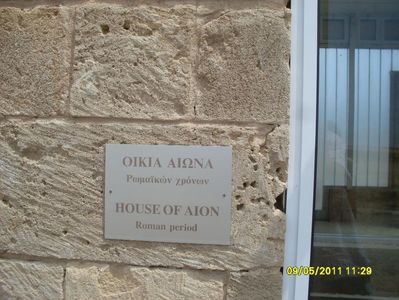 ΟΙΚΙΑ ΑΙΩΝΑ
Ρωμαϊκών χρόνων
HOUSE OF AION
Roman period
09/05/2011 11:29